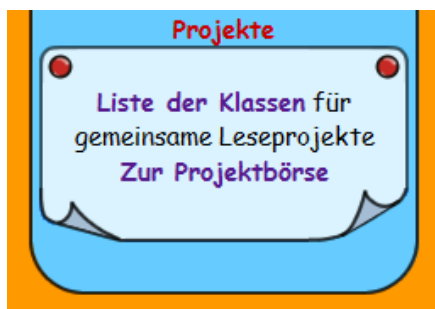 Projekte
Liste der Klassen für
gemeinsame Leseprojekte
Zur Projektbörse